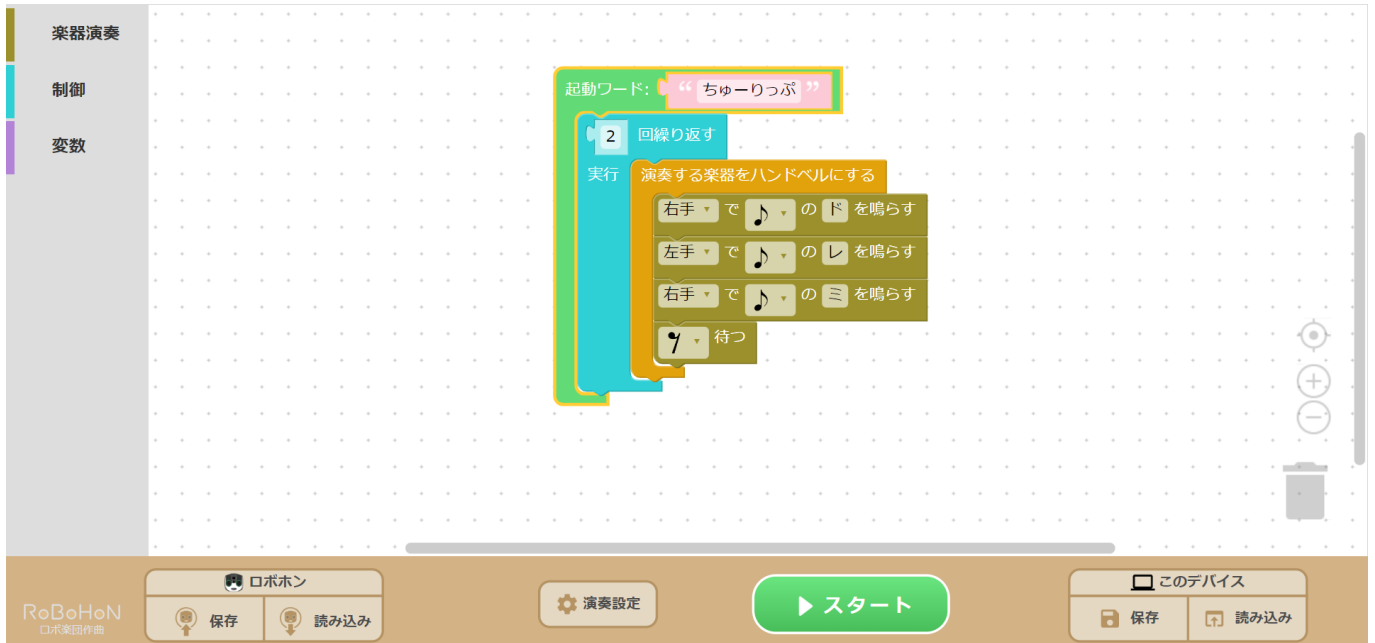 楽器演奏
制御
変数
起動ワード: “ ちゅーりっぷ ”
2 回繰り返す
実行 演奏する楽器をハンドベルにする
右手 で ♪ の ド を鳴らす
左手 で ♪ の レ を鳴らす
右手 で ♪ の ミ を鳴らす
待つ
RoBoHoN
ロボ楽団作曲
ロボホン
保存 読み込み
演奏設定
スタート
このデバイス
保存 読み込み